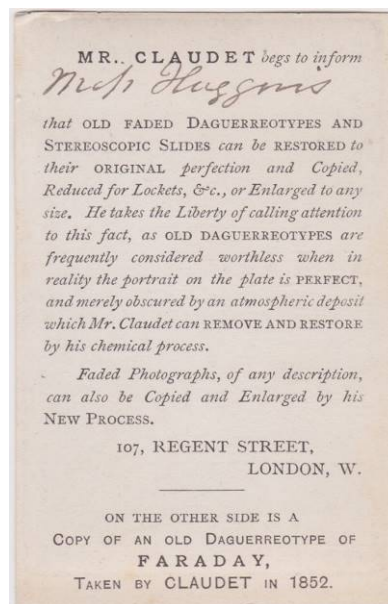 MR. CLAUDET begs to inform
Miss Huggins
that OLD FADED DAGUERREOTYPES AND
STEREOSCOPIC SLIDES can be RESTORED to
their ORIGINAL perfection and Copied,
Reduced for Lockets, &c., or Enlarged to any
size. He takes the Liberty of calling attention
to this fact, as OLD DAGUERREOTYPES are
frequently considered worthless when in
reality the portrait on the plate is PERFECT,
and merely obscured by an atmospheric deposit
which Mr. Claudet can REMOVE AND RESTORE
by his chemical process.
Faded Photographs, of any description,
can also be Copied and Enlarged by his
NEW PROCESS.
107, REGENT STREET,
LONDON, W.
ON THE OTHER SIDE IS A
COPY OF AN OLD DAGUERREOTYPE OF
FARADAY,
TAKEN BY CLAUDET IN 1852.